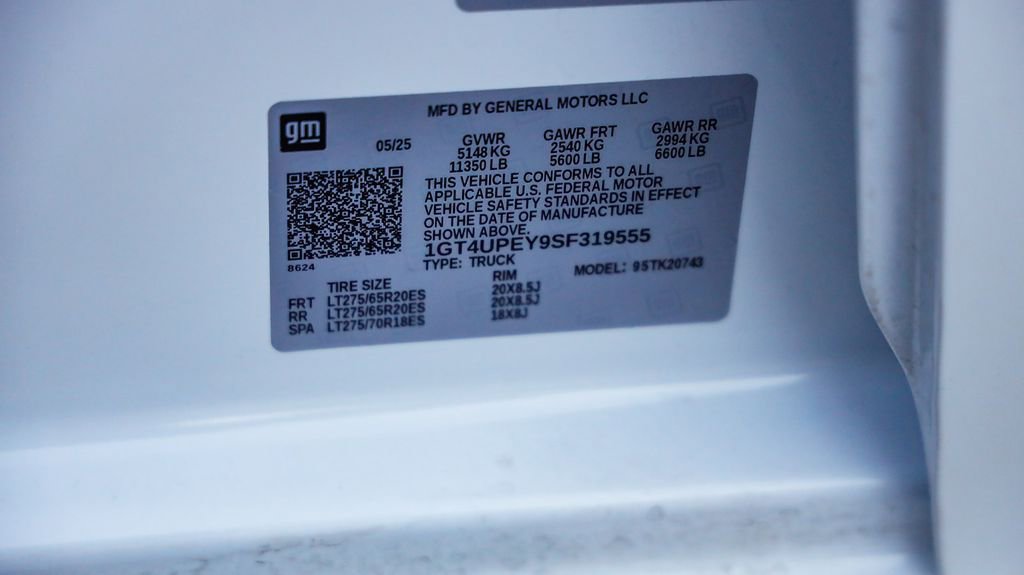 MFD BY GENERAL MOTORS LLC
gm
05/25
GVWR GAWR FRT GAWR RR
5148 KG 2540 KG 2994 KG
11350 LB 5600 LB 6600 LB
THIS VEHICLE CONFORMS TO ALL
APPLICABLE U.S. FEDERAL MOTOR
VEHICLE SAFETY STANDARDS IN EFFECT
ON THE DATE OF MANUFACTURE
SHOWN ABOVE.
1GT4UPEY9SF319555
8624
TYPE: TRUCK MODEL: 95TK20743
TIRE SIZE RIM
FRT LT275/65R20ES 20X8.5J
RR LT275/65R20ES 20X8.5J
SPA LT275/70R18ES 18X8J